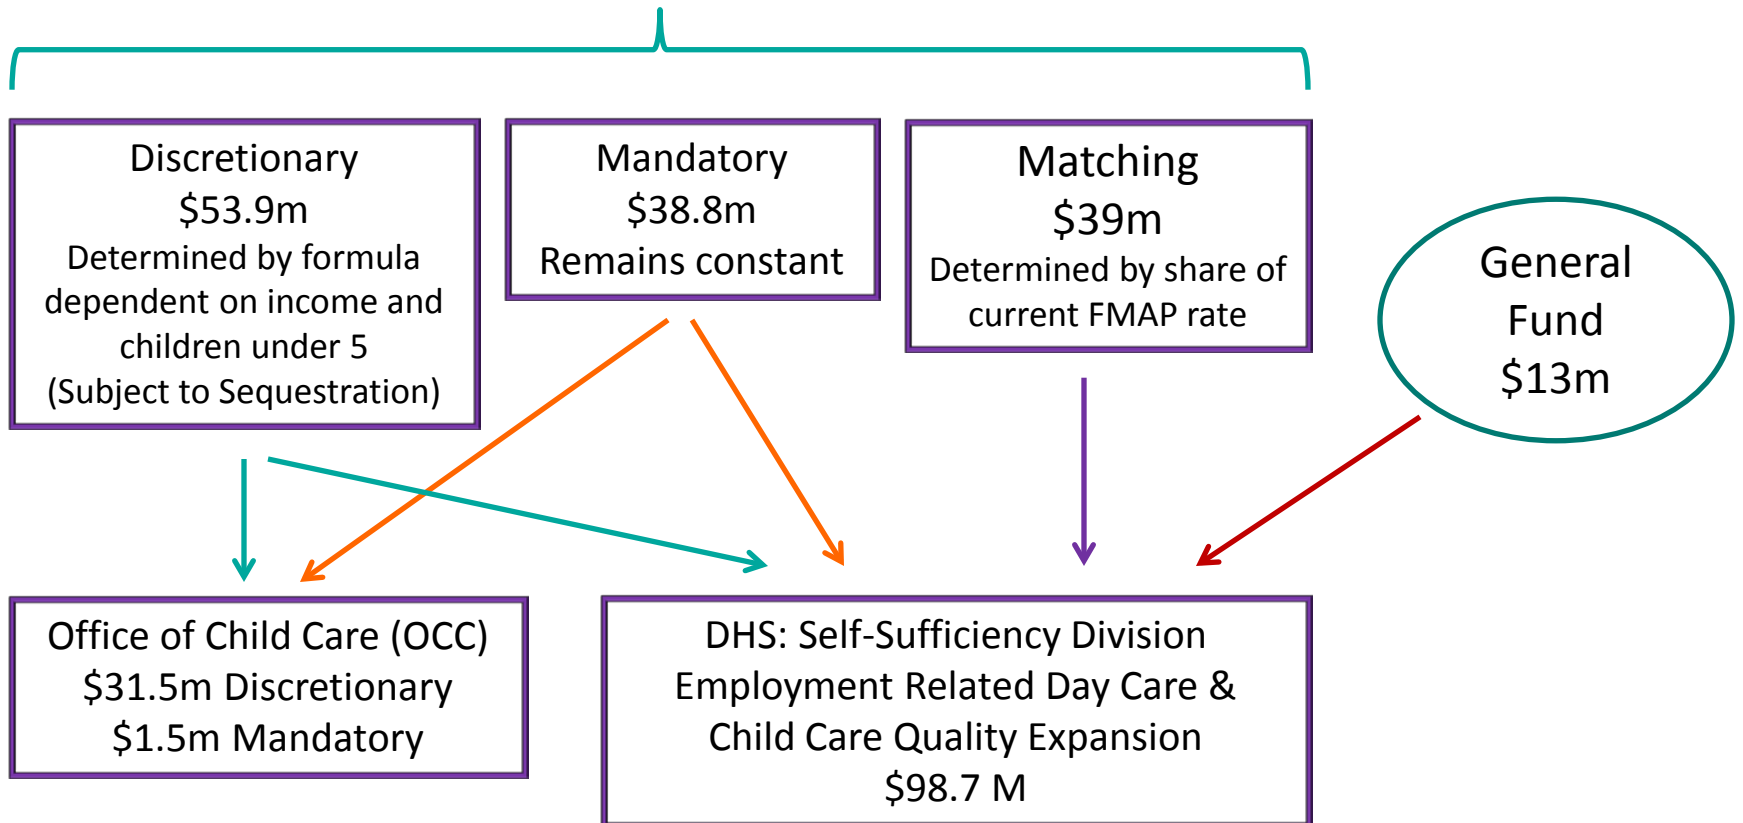 Discretionary
$53.9m
Determined by formula
dependent on income and
children under 5
(Subject to Sequestration)
Mandatory
$38.8m
Remains constant
Matching
$39m
Determined by share of
current FMAP rate
General
Fund
$13m
Office of Child Care (OCC)
$31.5m Discretionary
$1.5m Mandatory
DHS: Self-Sufficiency Division
Employment Related Day Care &
Child Care Quality Expansion
$98.7 M